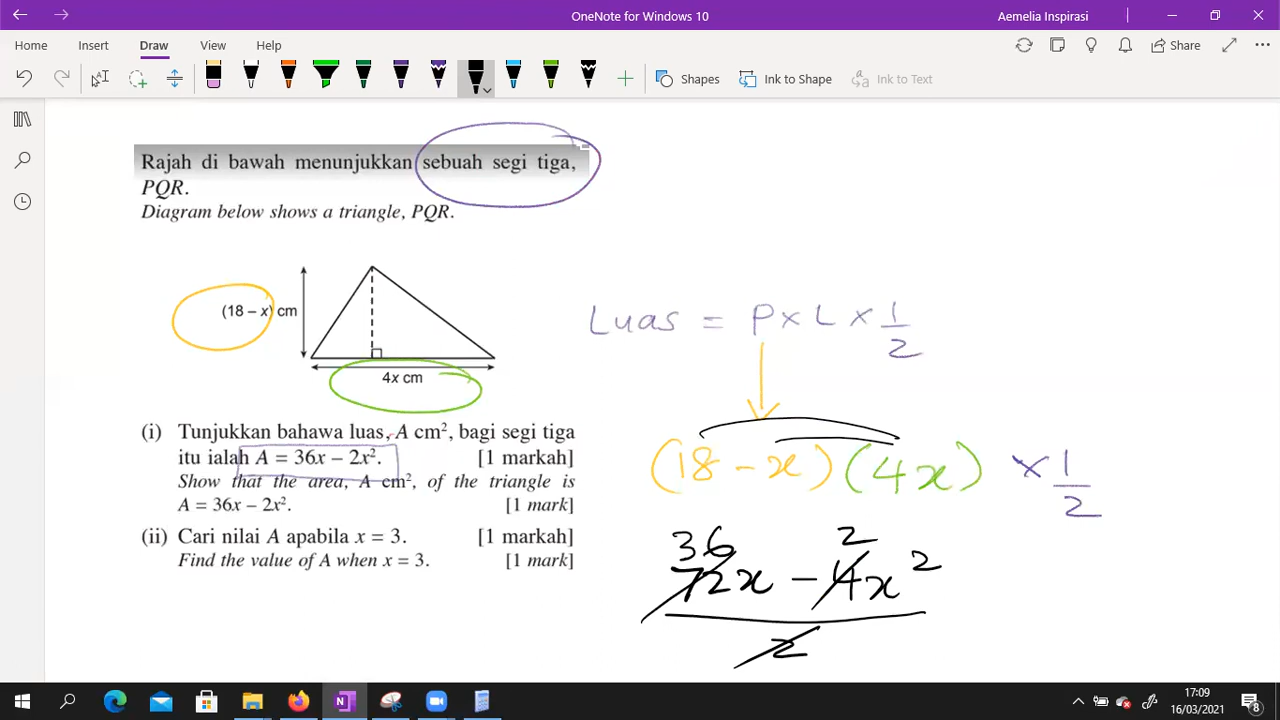 OneNote for Windows 10
Aemelia Inspirasi
Home Insert Draw View Help
Share
Shapes
Ink to Shape
Ink to Text
Rajah di bawah menunjukkan sebuah segi tiga,
PQR.
Diagram below shows a triangle, PQR.
(18 – x) cm
4x cm
(i) Tunjukkan bahawa luas, A cm², bagi segi tiga
itu ialah A = 36x – 2x². [1 markah]
Show that the area, A cm², of the triangle is
A = 36x – 2x². [1 mark]
(ii) Cari nilai A apabila x = 3. [1 markah]
Find the value of A when x = 3. [1 mark]
Luas = P x L x 1/2
(18 - x) (4x) x 1/2
36 2
72x - 4x²
2
17:09
16/03/2021
8